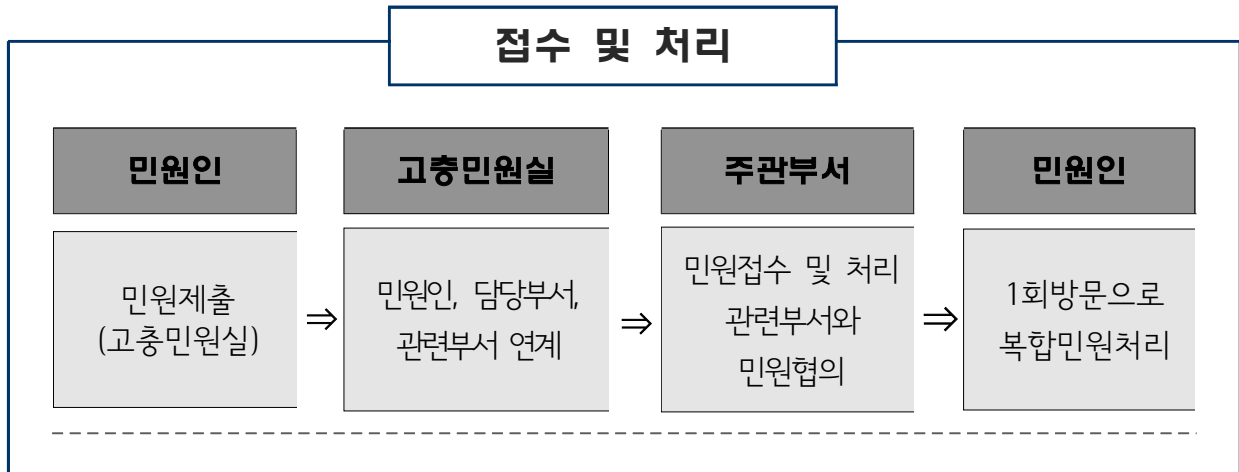 접수 및 처리
민원인
고충민원실
주관부서
민원인
민원제출
(고충민원실)
⇒
민원인, 담당부서,
관련부서 연계
⇒
민원접수 및 처리
관련부서와
민원협의
⇒
1회방문으로
복합민원처리